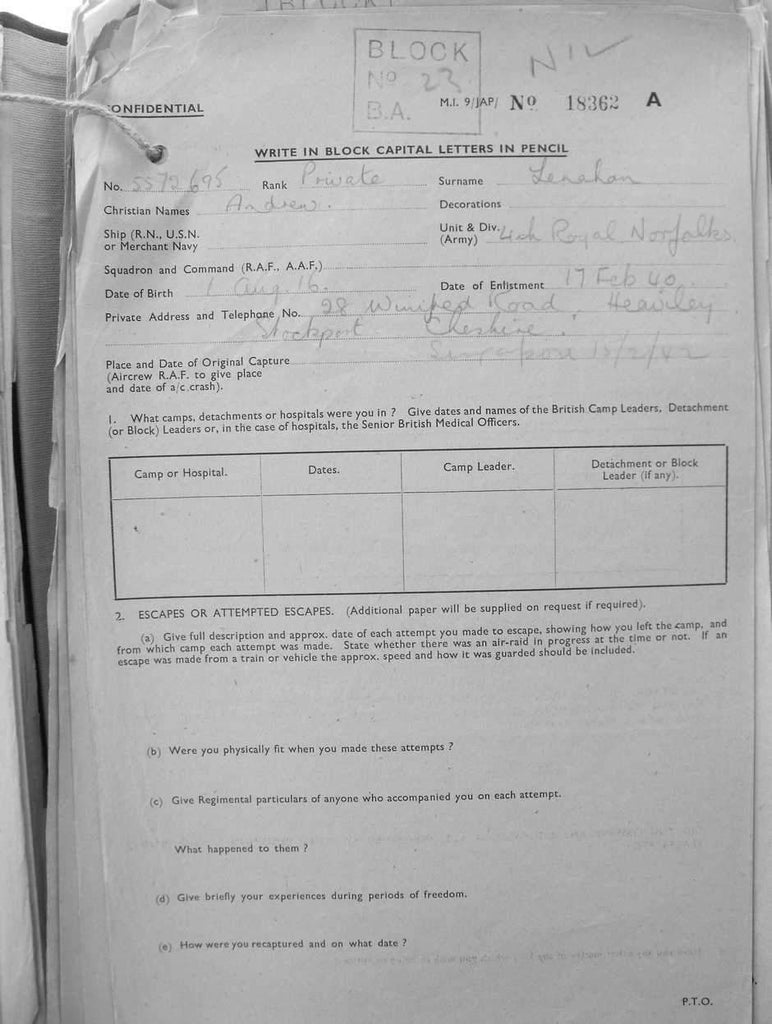 BLOCK
No 23
B.A.
NIL
CONFIDENTIAL
M.I. 9/JAP/ No 18362 A
WRITE IN BLOCK CAPITAL LETTERS IN PENCIL
No. 5572695 Rank Private Surname Lenahan
Christian Names Andrew. Decorations
Ship (R.N., U.S.N. or Merchant Navy
Unit & Div. (Army) 4th Royal Norfolks.
Squadron and Command (R.A.F., A.A.F.)
Date of Birth 1 Aug. 16. Date of Enlistment 17 Feb 40.
Private Address and Telephone No. 28 Winifred Road, Heaviley
Stockport Cheshire.
Place and Date of Original Capture Singapore 15/2/42
(Aircrew R.A.F. to give place
and date of a/c crash).
1. What camps, detachments or hospitals were you in ? Give dates and names of the British Camp Leaders, Detachment
(or Block) Leaders or, in the case of hospitals, the Senior British Medical Officers.
Camp or Hospital. Dates. Camp Leader. Detachment or Block
Leader (if any).
2. ESCAPES OR ATTEMPTED ESCAPES. (Additional paper will be supplied on request if required).
(a) Give full description and approx. date of each attempt you made to escape, showing how you left the camp, and
from which camp each attempt was made. State whether there was an air-raid in progress at the time or not. If an
escape was made from a train or vehicle the approx. speed and how it was guarded should be included.
(b) Were you physically fit when you made these attempts ?
(c) Give Regimental particulars of anyone who accompanied you on each attempt.
What happened to them ?
(d) Give briefly your experiences during periods of freedom.
(e) How were you recaptured and on what date ?
P.T.O.